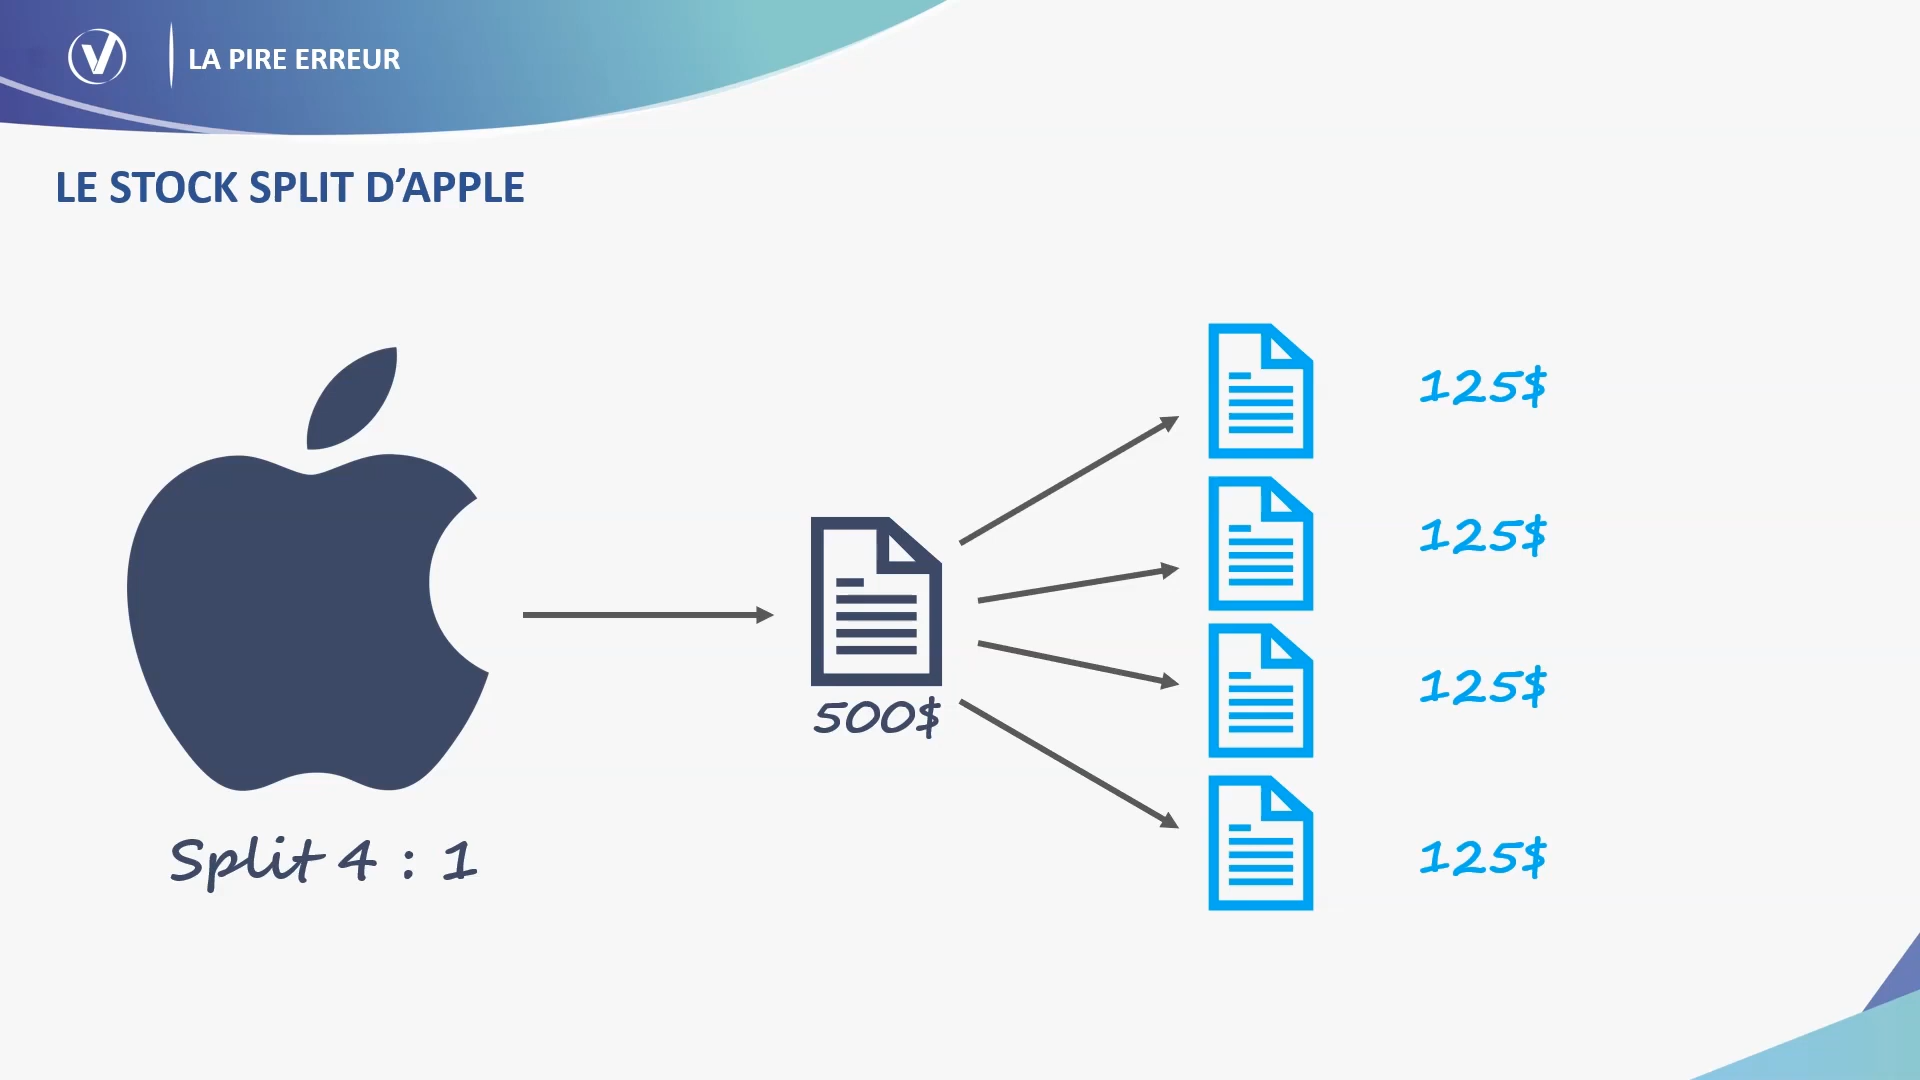 LA PIRE ERREUR
LE STOCK SPLIT D’APPLE
125$
125$
500$
125$
125$
Split 4 : 1